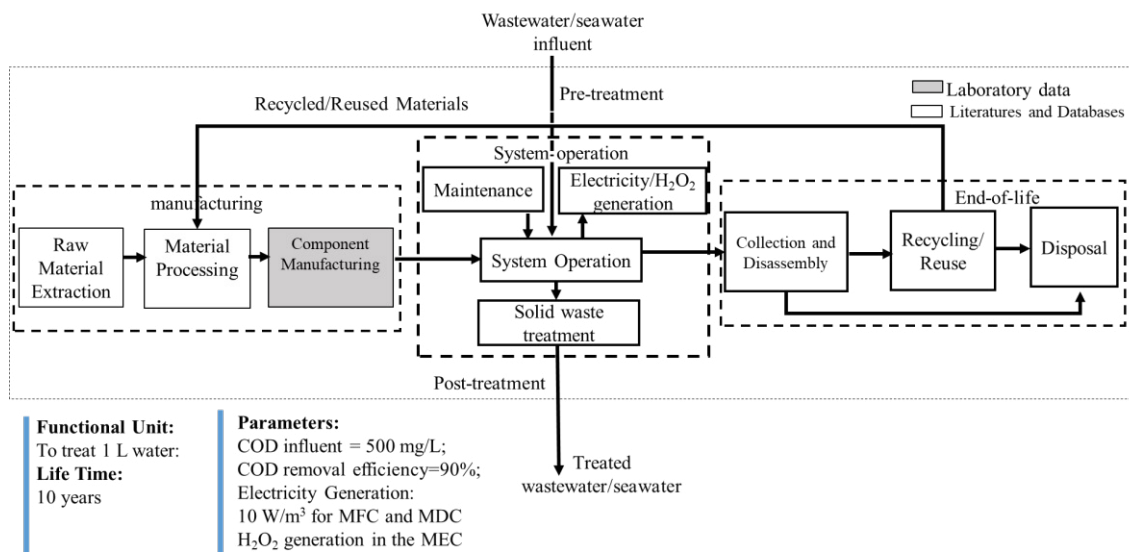 Wastewater/seawater
influent
Laboratory data
Literatures and Databases
Recycled/Reused Materials
Pre-treatment
System operation
Maintenance
Electricity/H₂O₂
generation
manufacturing
End-of-life
Raw
Material
Extraction
Material
Processing
Component
Manufacturing
System Operation
Collection and
Disassembly
Recycling/
Reuse
Disposal
Solid waste
treatment
Post-treatment
Functional Unit:
To treat 1 L water:
Life Time:
10 years
Parameters:
COD influent = 500 mg/L;
COD removal efficiency=90%;
Electricity Generation:
10 W/m³ for MFC and MDC
H₂O₂ generation in the MEC
Treated
wastewater/seawater